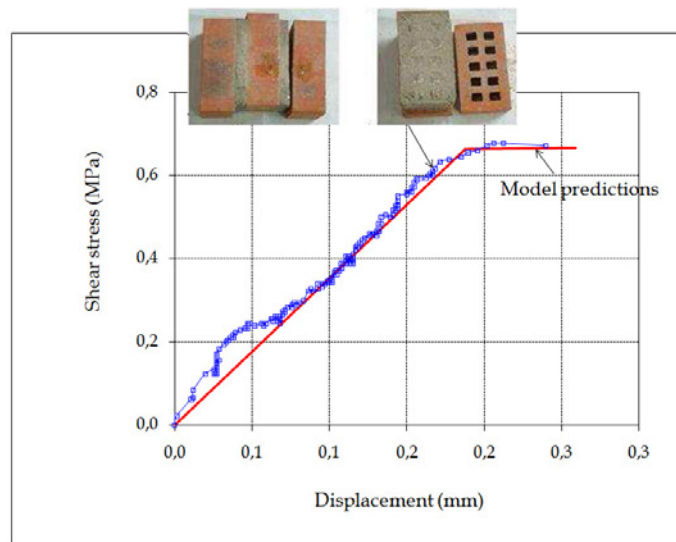 0,8
0,6
0,4
0,2
0,0
Shear stress (MPa)
Model predictions
0,0 0,1 0,1 0,2 0,2 0,3 0,3
Displacement (mm)